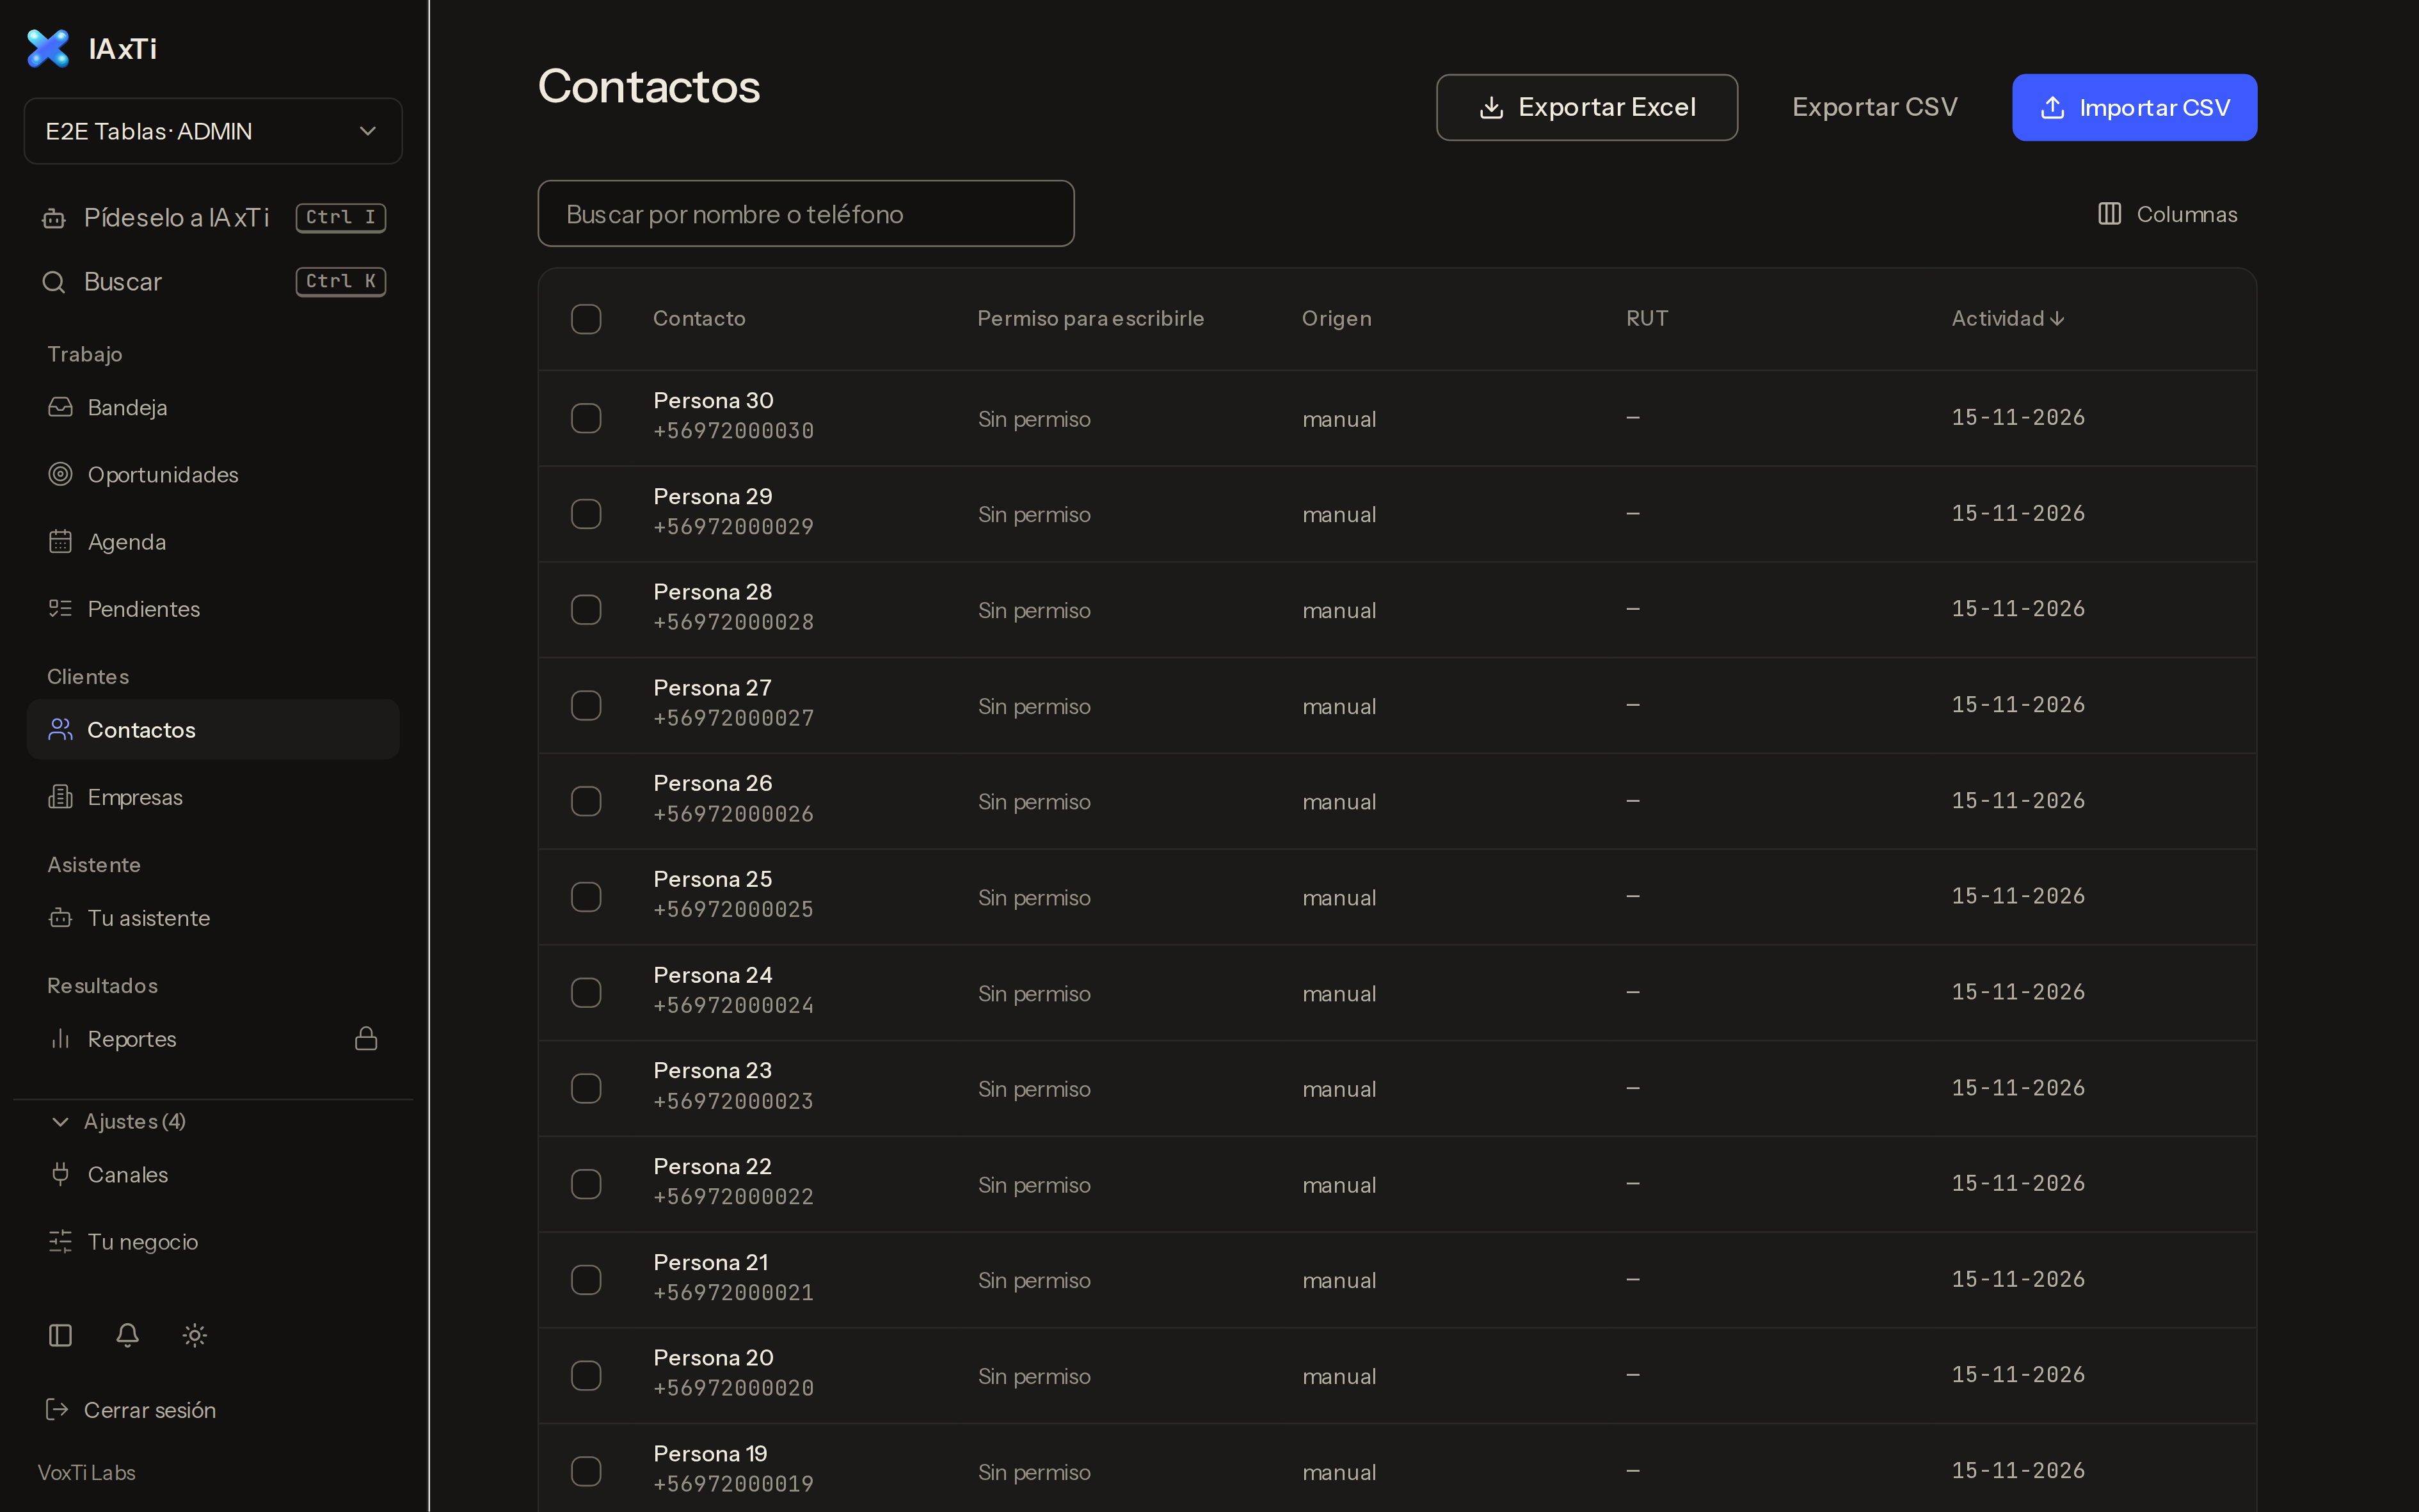 IAxTi
E2E Tablas · ADMIN
Pídeselo a IAxTi
Ctrl I
Buscar
Ctrl K
Trabajo
Bandeja
Oportunidades
Agenda
Pendientes
Clientes
Contactos
Empresas
Asistente
Tu asistente
Resultados
Reportes
Ajustes (4)
Canales
Tu negocio
Cerrar sesión
VoxTi Labs
Contactos
Exportar Excel
Exportar CSV
Importar CSV
Buscar por nombre o teléfono
Columnas
Contacto Permiso para escribirle Origen RUT Actividad ↓
Persona 30
+56972000030 Sin permiso manual — 15-11-2026
Persona 29
+56972000029 Sin permiso manual — 15-11-2026
Persona 28
+56972000028 Sin permiso manual — 15-11-2026
Persona 27
+56972000027 Sin permiso manual — 15-11-2026
Persona 26
+56972000026 Sin permiso manual — 15-11-2026
Persona 25
+56972000025 Sin permiso manual — 15-11-2026
Persona 24
+56972000024 Sin permiso manual — 15-11-2026
Persona 23
+56972000023 Sin permiso manual — 15-11-2026
Persona 22
+56972000022 Sin permiso manual — 15-11-2026
Persona 21
+56972000021 Sin permiso manual — 15-11-2026
Persona 20
+56972000020 Sin permiso manual — 15-11-2026
Persona 19
+56972000019 Sin permiso manual — 15-11-2026